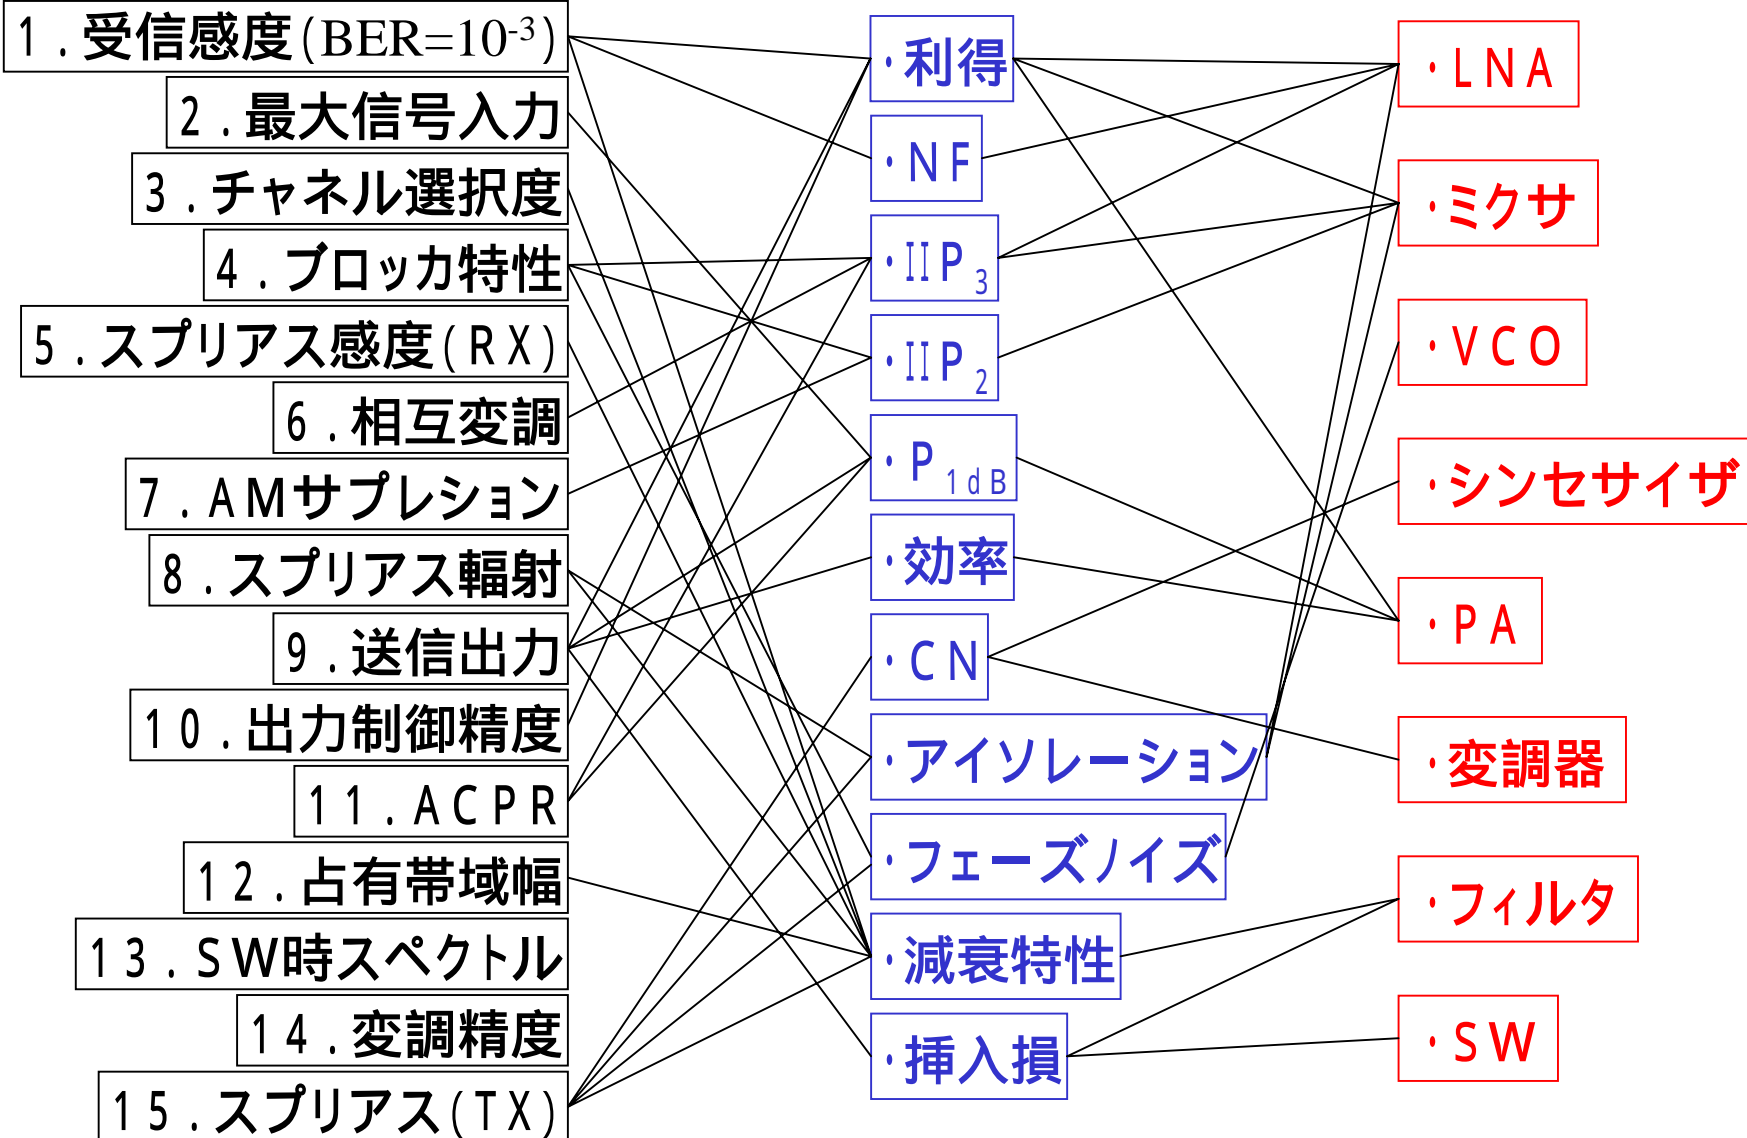 1.受信感度(BER=10-3)
2.最大信号入力
3.チャネル選択度
4.ブロッカ特性
5.スプリアス感度(RX)
6.相互変調
7.AMサプレション
8.スプリアス輻射
9.送信出力
10.出力制御精度
11.ACPR
12.占有帯域幅
13.SW時スペクトル
14.変調精度
15.スプリアス(TX)
・利得
・NF
・IIP3
・IIP2
・P1dB
・効率
・CN
・アイソレーション
・フェーズノイズ
・減衰特性
・挿入損
・LNA
・ミクサ
・VCO
・シンセサイザ
・PA
・変調器
・フィルタ
・SW